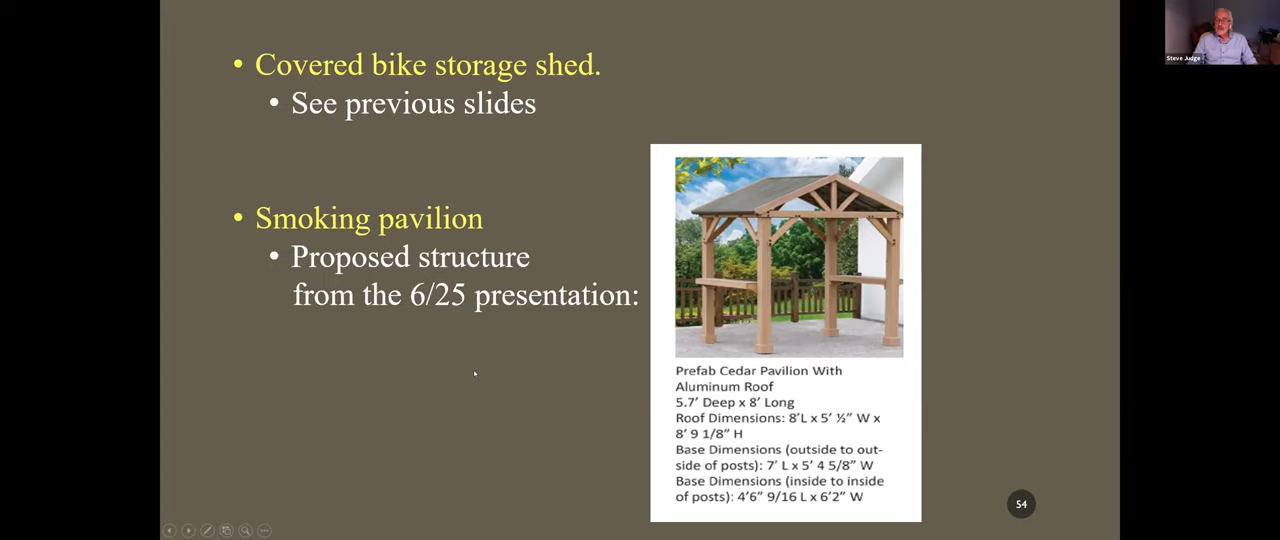 • Covered bike storage shed.
• See previous slides
• Smoking pavilion
• Proposed structure
from the 6/25 presentation:
Prefab Cedar Pavilion With
Aluminum Roof
5.7’ Deep x 8’ Long
Roof Dimensions: 8’L x 5’ ½” W x
8’ 9 1/8” H
Base Dimensions (outside to out-
side of posts): 7’ L x 5’ 4 5/8” W
Base Dimensions (inside to inside
of posts): 4’6” 9/16 L x 6’2” W
54
Steve Judge